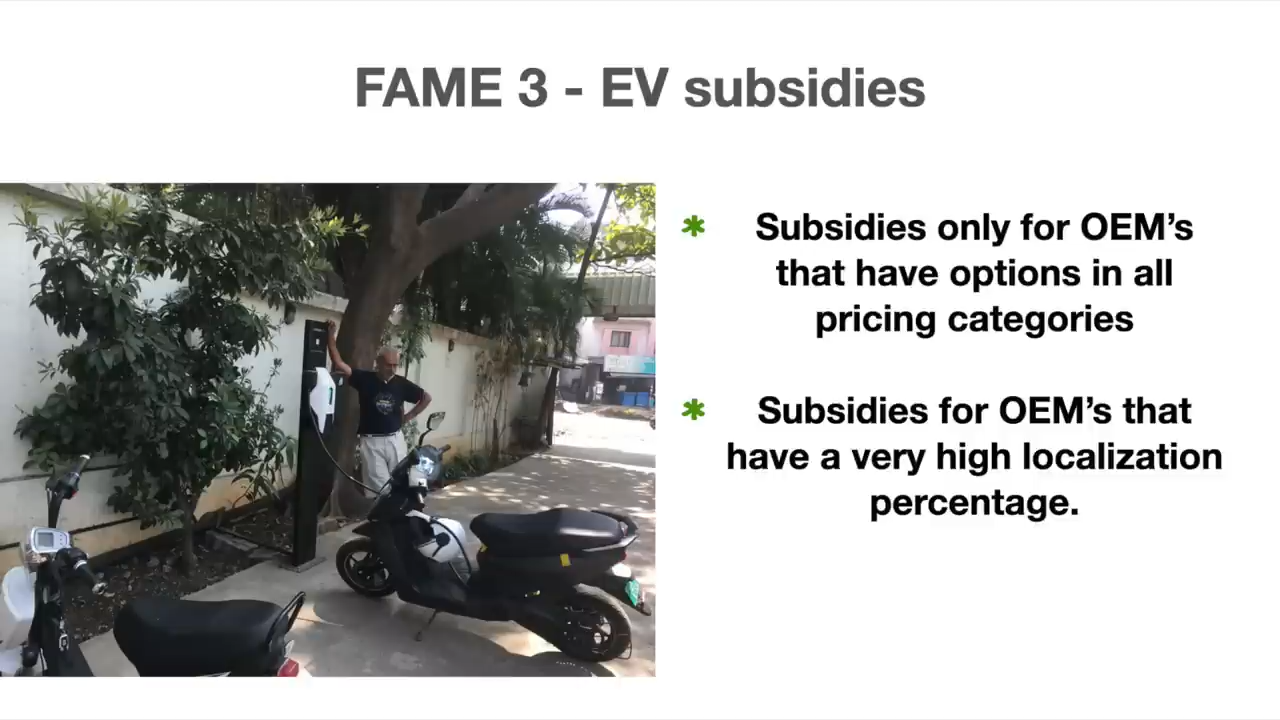 FAME 3 - EV subsidies
Subsidies only for OEM's
that have options in all
pricing categories
Subsidies for OEM's that
have a very high localization
percentage.